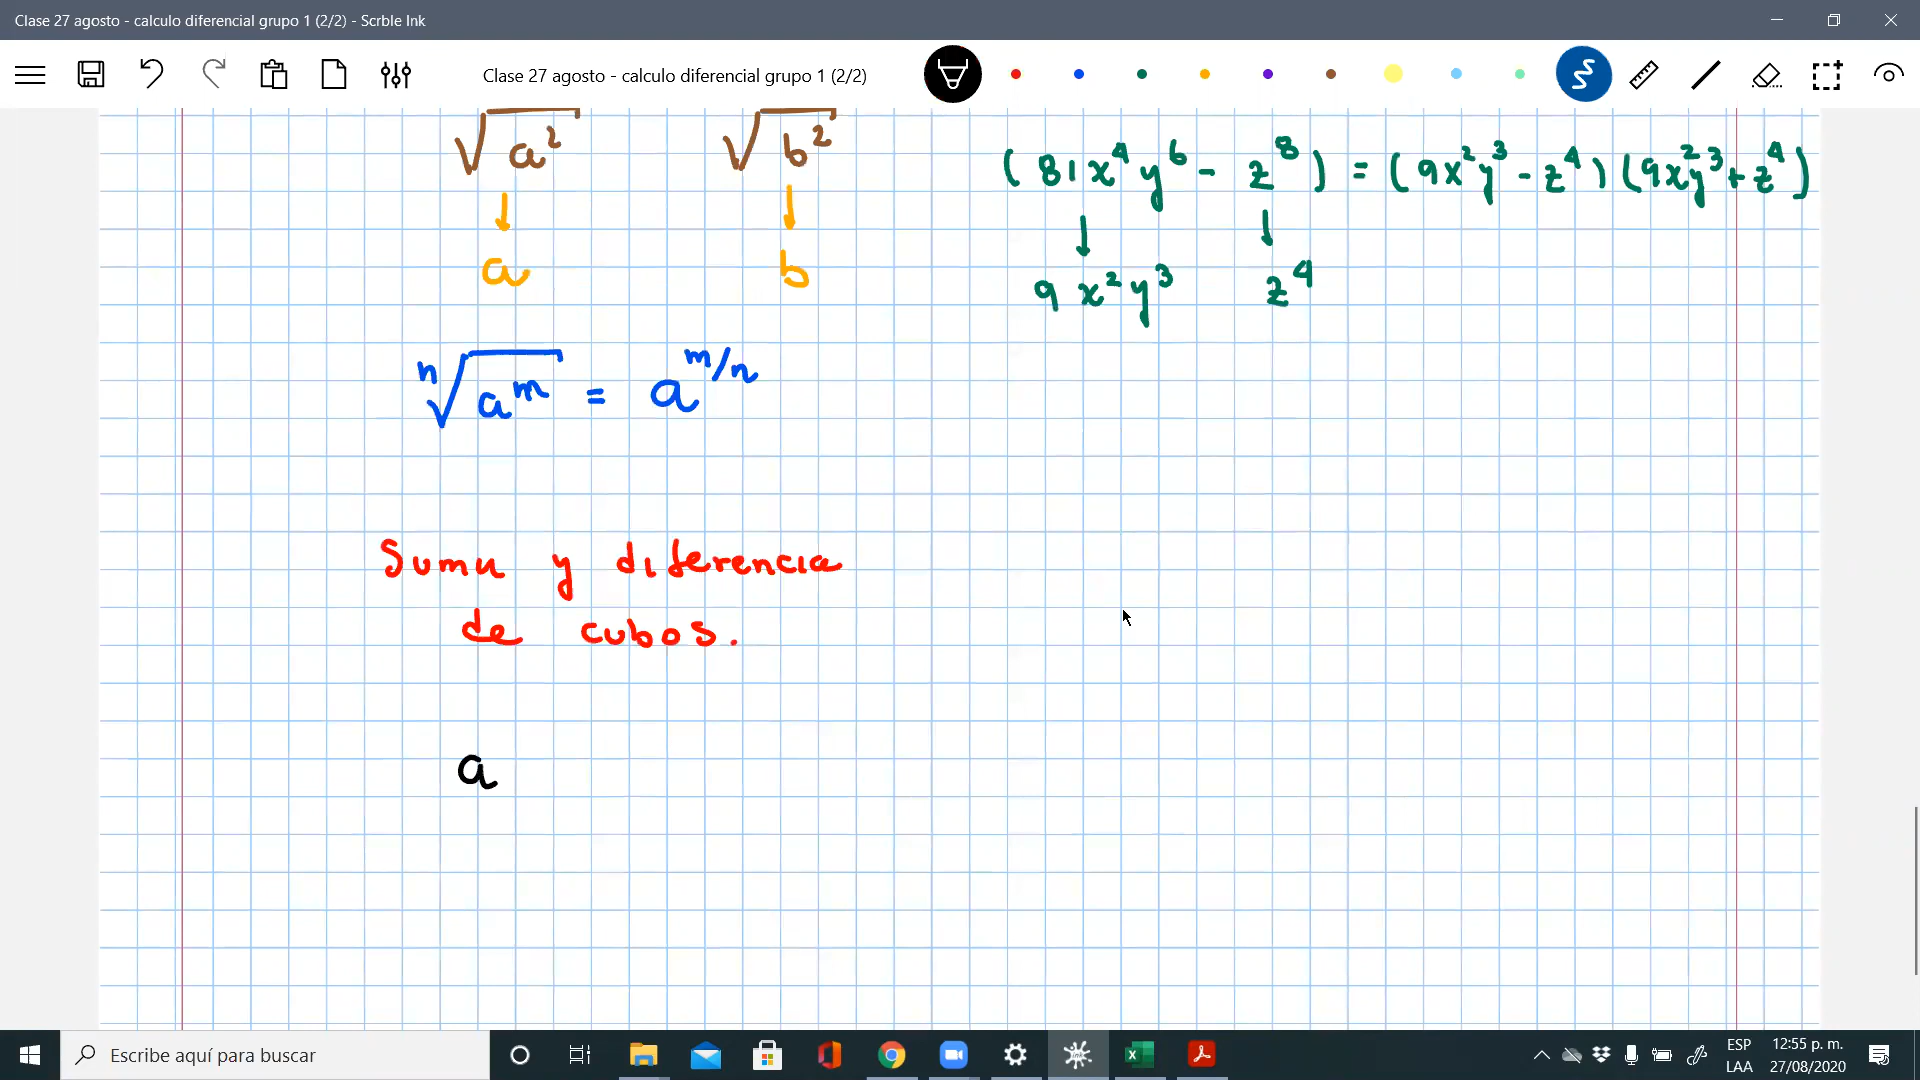 Clase 27 agosto - calculo diferencial grupo 1 (2/2) - Scrble Ink
Clase 27 agosto - calculo diferencial grupo 1 (2/2)
√a² √b²
↓ ↓
a b
(81x⁴y⁶ - z⁸) = (9x²y³ - z⁴)(9x²y³ + z⁴)
↓ ↓
9x²y³ z⁴
ⁿ√aᵐ = a^m/n
Suma y diferencia
de cubos.
a
Escribe aquí para buscar
ESP
LAA
12:55 p. m.
27/08/2020